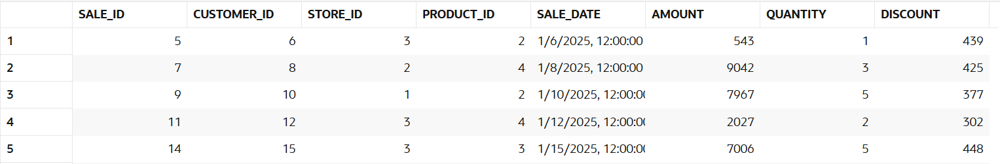 SALE_ID CUSTOMER_ID STORE_ID PRODUCT_ID SALE_DATE AMOUNT QUANTITY DISCOUNT
1 5 6 3 2 1/6/2025, 12:00:00 543 1 439
2 7 8 2 4 1/8/2025, 12:00:00 9042 3 425
3 9 10 1 2 1/10/2025, 12:00:0 7967 5 377
4 11 12 3 4 1/12/2025, 12:00:0 2027 2 302
5 14 15 3 3 1/15/2025, 12:00:0 7006 5 448